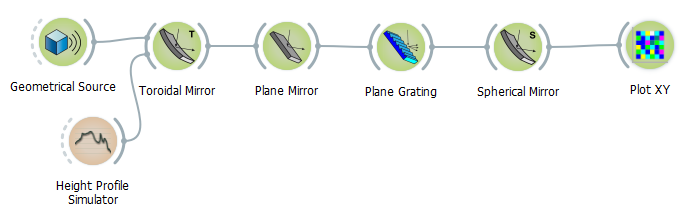 T
S
Geometrical Source
Toroidal Mirror
Plane Mirror
Plane Grating
Spherical Mirror
Plot XY
Height Profile
Simulator